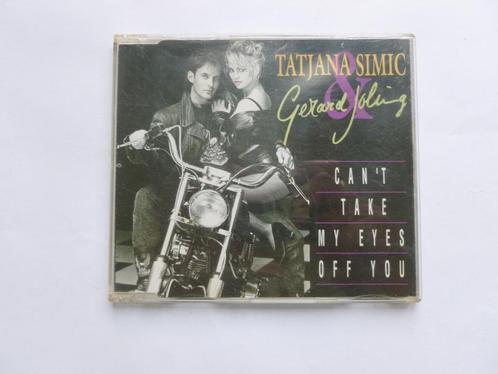 TATJANA SIMIC
&
Gerard Joling
CAN'T
TAKE
MY EYES
OFF YOU